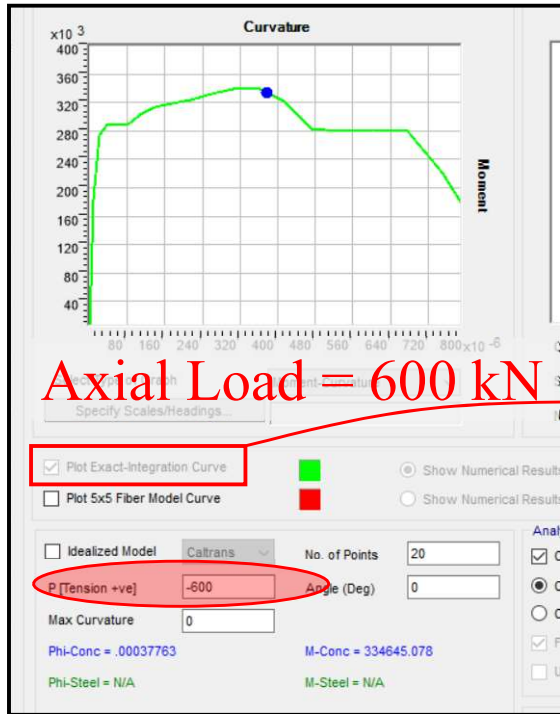 Curvature
x10 3
400
360
320
280
240
200
160
120
80
40
Moment
80 160 240 320 400 480 560 640 720 800 x10 -6
Axial Load = 600 kN
Specify Scales/Headings...
Plot Exact-Integration Curve
Show Numerical Results
Plot 5x5 Fiber Model Curve
Show Numerical Results
Anal
Idealized Model Caltrans No. of Points 20
P [Tension +ve] -600 Angle (Deg) 0
Max Curvature 0
Phi-Conc = .00037763 M-Conc = 334645.078
Phi-Steel = N/A M-Steel = N/A